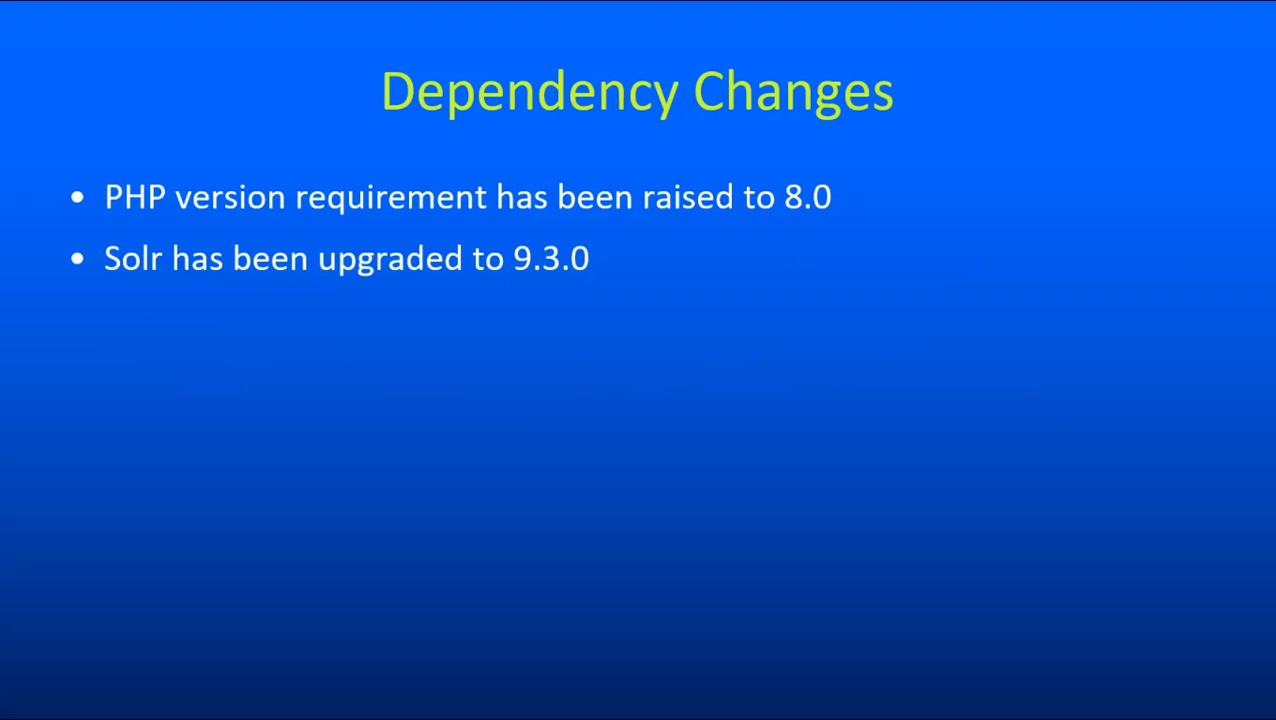 Dependency Changes
• PHP version requirement has been raised to 8.0
• Solr has been upgraded to 9.3.0